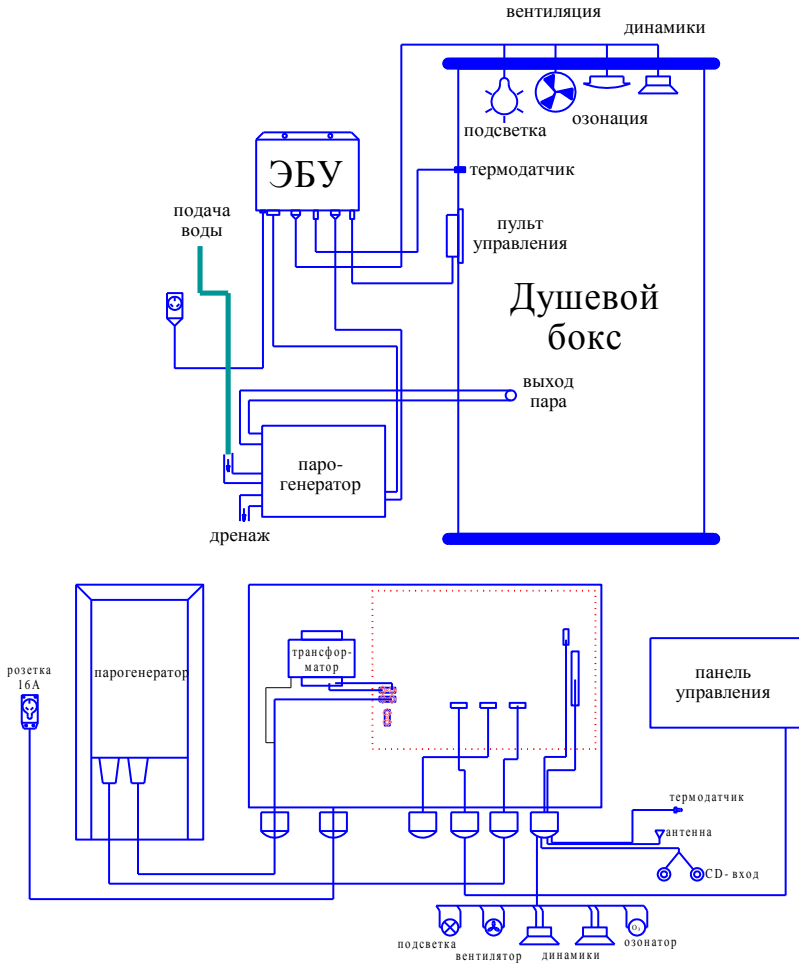 вентиляция
динамики
подсветка
озонация
ЭБУ
термодатчик
подача
воды
пульт
управления
Душевой
бокс
выход
пара
паро-
генератор
дренаж
розетка
16А
парогенератор
трансфор-
матор
панель
управления
термодатчик
антенна
CD- вход
O₃
подсветка
вентилятор
динамики
озонатор